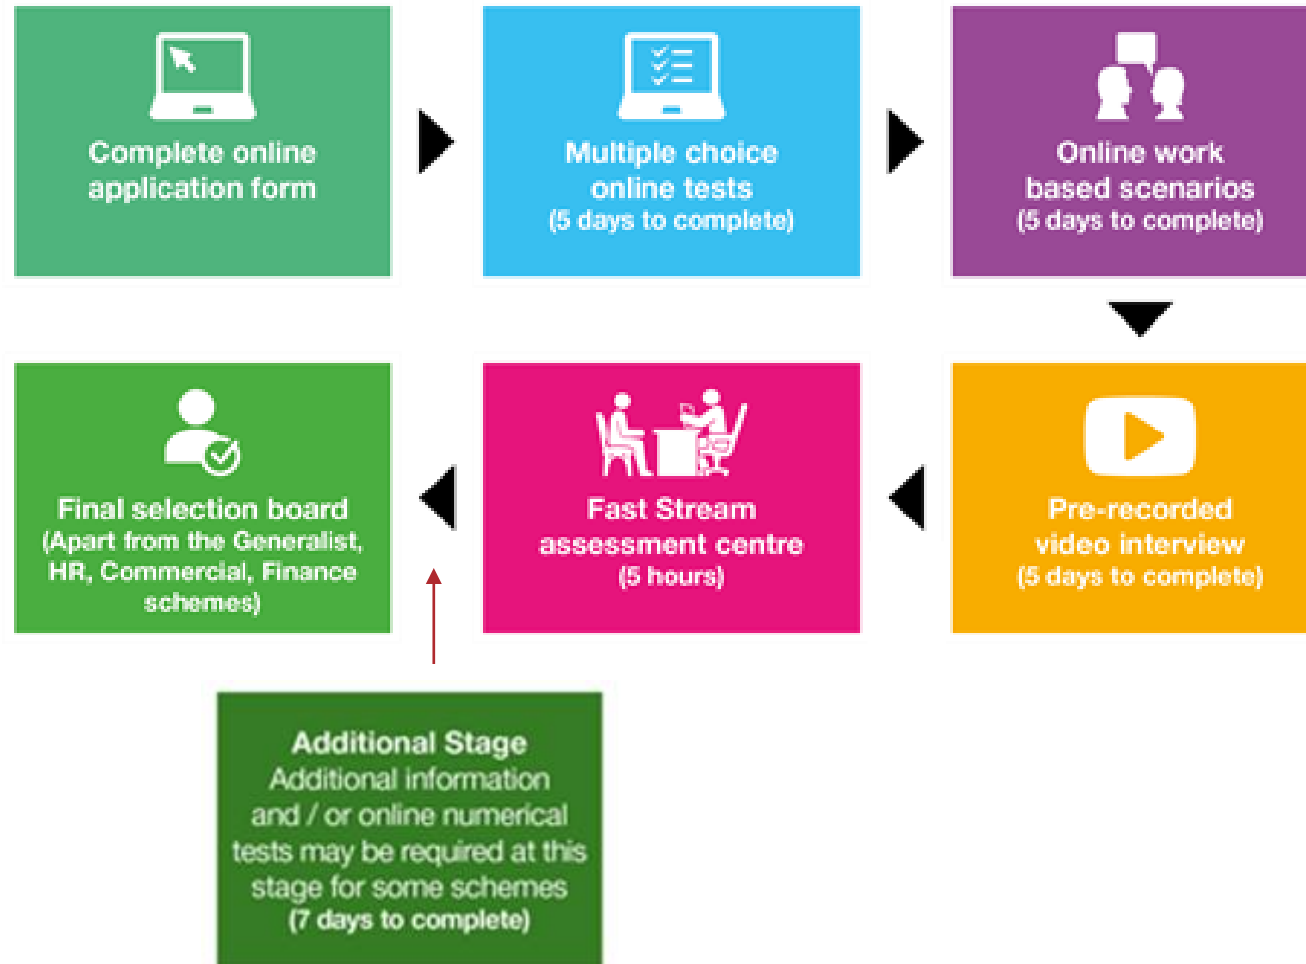 Complete online
application form
Multiple choice
online tests
(5 days to complete)
Online work
based scenarios
(5 days to complete)
Pre-recorded
video interview
(5 days to complete)
Fast Stream
assessment centre
(5 hours)
Final selection board
(Apart from the Generalist,
HR, Commercial, Finance
schemes)
Additional Stage
Additional information
and / or online numerical
tests may be required at this
stage for some schemes
(7 days to complete)